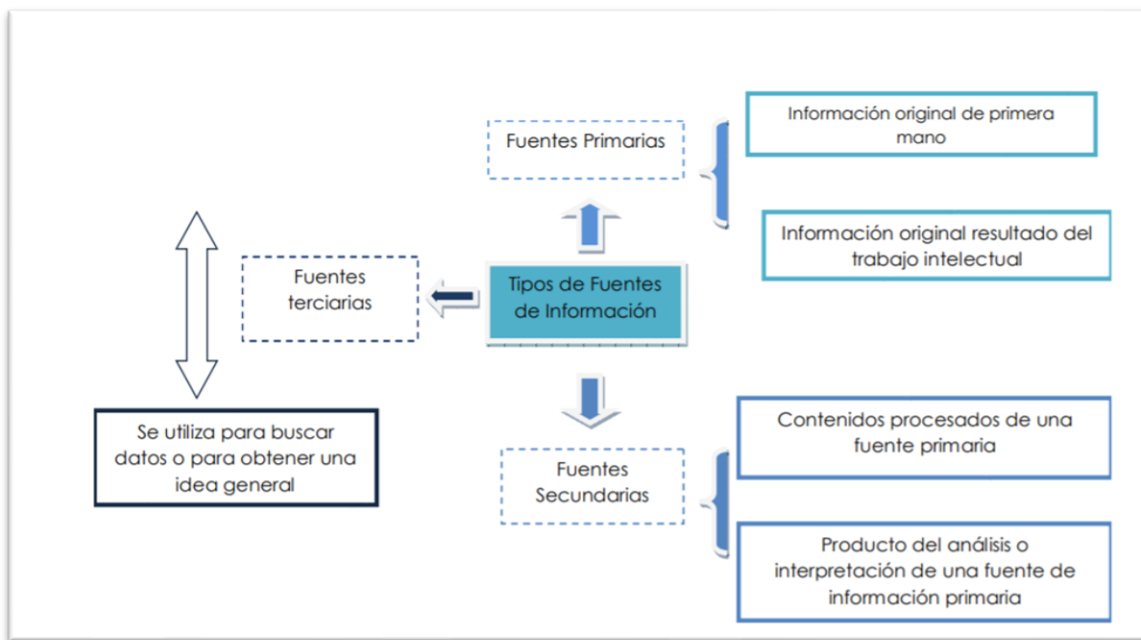 Fuentes Primarias
Información original de primera
mano
Información original resultado del
trabajo intelectual
Tipos de Fuentes
de Información
Fuentes
terciarias
Se utiliza para buscar
datos o para obtener una
idea general
Fuentes
Secundarias
Contenidos procesados de una
fuente primaria
Producto del análisis o
interpretación de una fuente de
información primaria